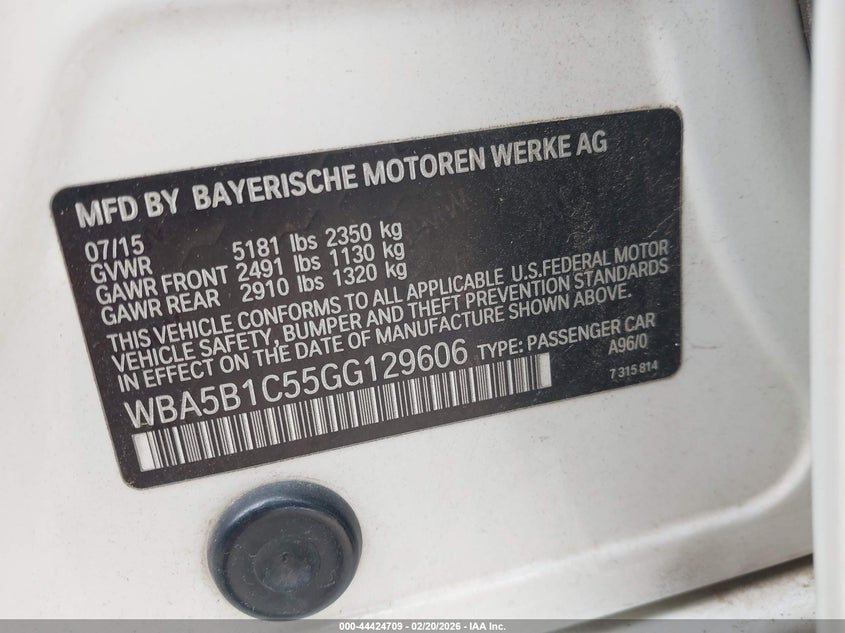 MFD BY BAYERISCHE MOTOREN WERKE AG
07/15
GVWR 5181 lbs 2350 kg
GAWR FRONT 2491 lbs 1130 kg
GAWR REAR 2910 lbs 1320 kg
THIS VEHICLE CONFORMS TO ALL APPLICABLE U.S.FEDERAL MOTOR
VEHICLE SAFETY, BUMPER AND THEFT PREVENTION STANDARDS
IN EFFECT ON THE DATE OF MANUFACTURE SHOWN ABOVE.
WBA5B1C55GG129606 TYPE: PASSENGER CAR
A96/0
7 315 814
000-44424709 - 02/20/2026 - IAA Inc.